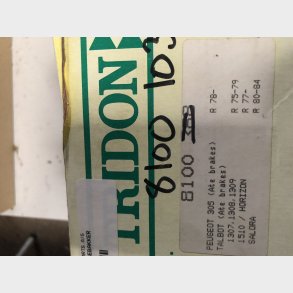 TRIDON
8100 103
8100
PEUGEOT 305 (Ate brakes) R 78-
TALBOT (Ate brakes)
1307,1308,1309 R 75-79
1510 / HORIZON R 77-
SALORA R 80-84